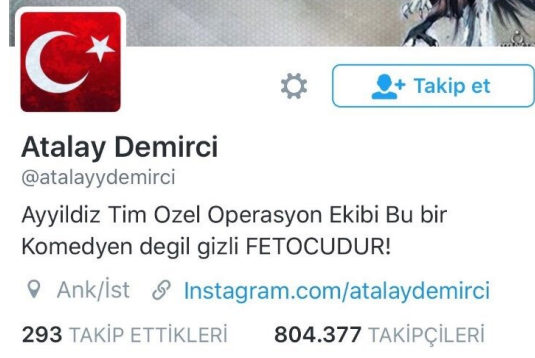 Takip et
Atalay Demirci
@atalayydemirci
Ayyildiz Tim Ozel Operasyon Ekibi Bu bir
Komedyen degil gizli FETOCUDUR!
Ank/İst Instagram.com/atalaydemirci
293 TAKİP ETTİKLERİ 804.377 TAKİPÇİLERİ